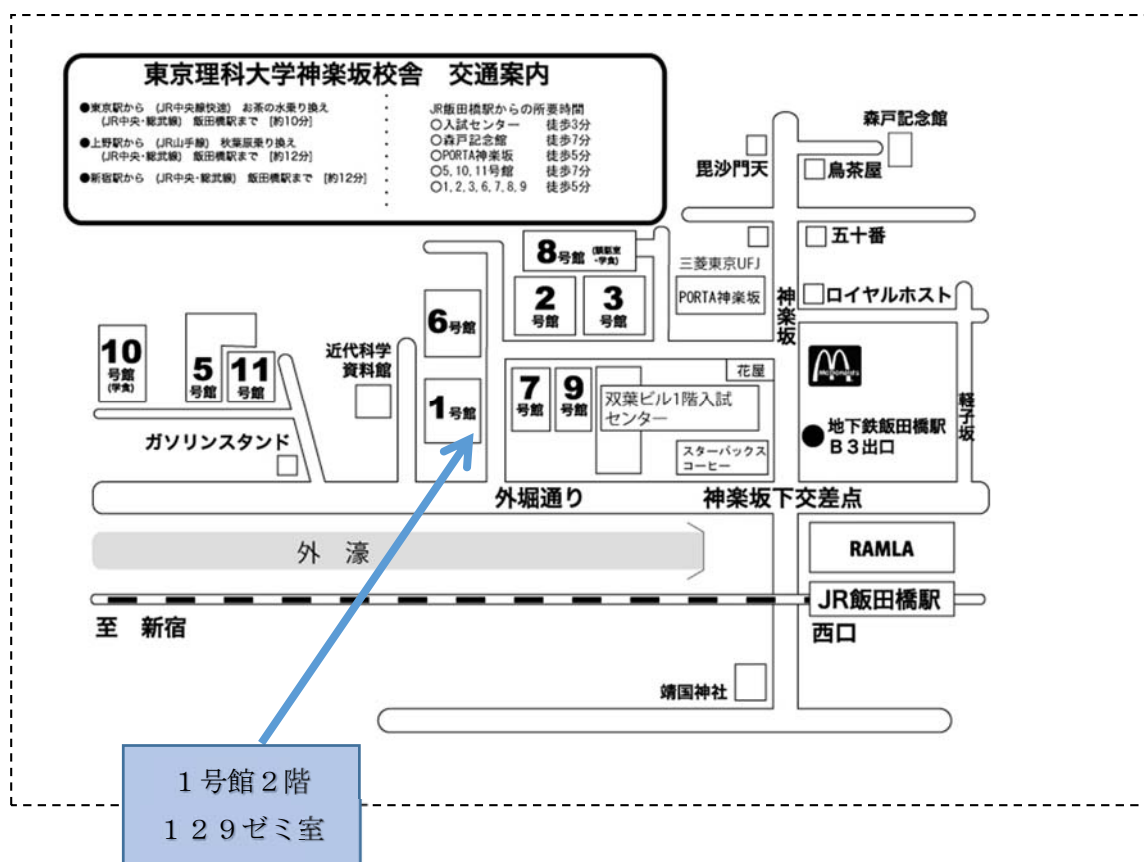 東京理科大学神楽坂校舎 交通案内
●東京駅から (JR中央線快速) お茶の水乗り換え
(JR中央・総武線) 飯田橋駅まで [約10分]
●上野駅から (JR山手線) 秋葉原乗り換え
(JR中央・総武線) 飯田橋駅まで [約12分]
●新宿駅から (JR中央・総武線) 飯田橋駅まで [約12分]
JR飯田橋駅からの所要時間
○入試センター 徒歩3分
○森戸記念館 徒歩7分
○PORTA神楽坂 徒歩5分
○5,10,11号館 徒歩7分
○1,2,3,6,7,8,9 徒歩5分
森戸記念館
毘沙門天
鳥茶屋
五十番
三菱東京UFJ
PORTA神楽坂
神楽坂
ロイヤルホスト
8号館
2
号館
3
号館
6号館
10
号館
(学食)
5
号館
11
号館
近代科学
資料館
1号館
7
号館
9
号館
花屋
双葉ビル1階入試
センター
McDonald's
軽子坂
地下鉄飯田橋駅
B3出口
ガソリンスタンド
スターバックス
コーヒー
外堀通り
神楽坂下交差点
外 濠
RAMLA
JR飯田橋駅
至 新宿
西口
靖国神社
1号館2階
129ゼミ室